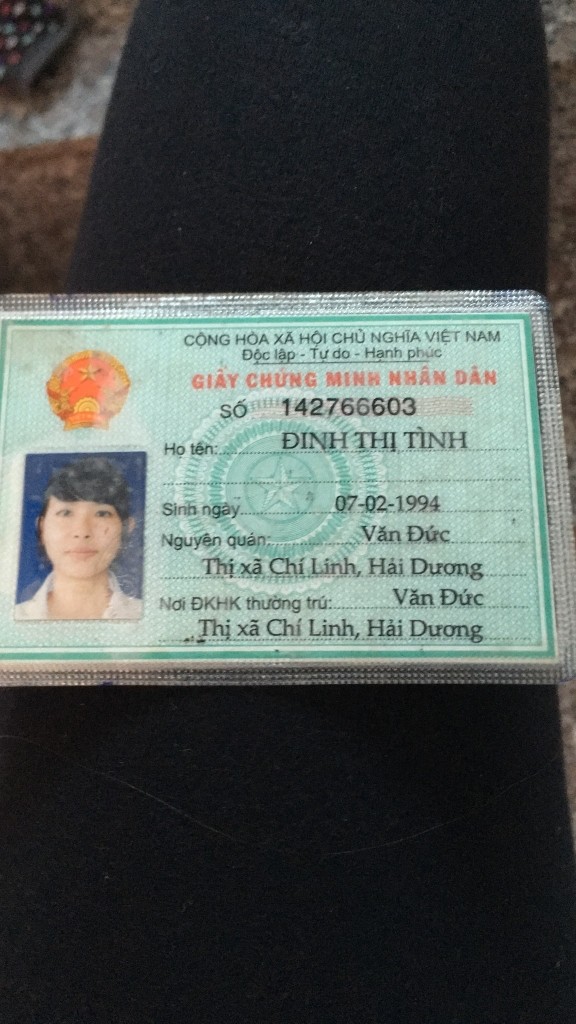 CỘNG HÒA XÃ HỘI CHỦ NGHĨA VIỆT NAM
Độc lập - Tự do - Hạnh phúc
GIẤY CHỨNG MINH NHÂN DÂN
SỐ 142766603
Họ tên: ĐINH THỊ TÌNH
Sinh ngày 07-02-1994
Nguyên quán: Văn Đức
Thị xã Chí Linh, Hải Dương
Nơi ĐKHK thường trú: Văn Đức
Thị xã Chí Linh, Hải Dương